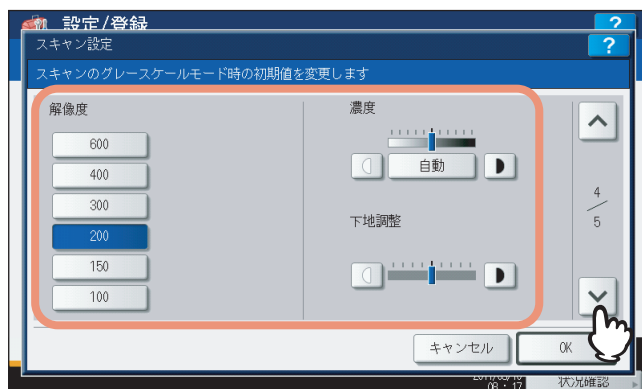 設定/登録
?
スキャン設定
?
スキャンのグレースケールモード時の初期値を変更します
解像度
600
400
300
200
150
100
濃度
自動
下地調整
4
5
キャンセル
OK
08:17
状況確認